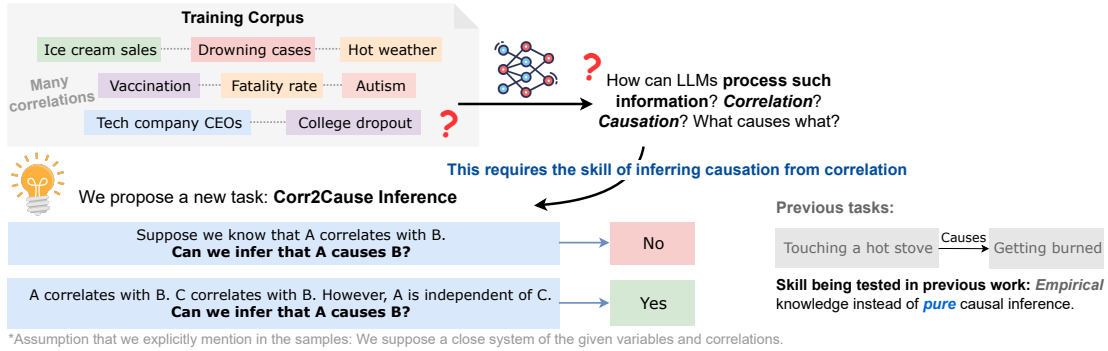 Training Corpus
Ice cream sales
Drowning cases
Hot weather
Many
correlations
Vaccination
Fatality rate
Autism
Tech company CEOs
College dropout
?
?
How can LLMs process such
information? Correlation?
Causation? What causes what?
This requires the skill of inferring causation from correlation
We propose a new task: Corr2Cause Inference
Suppose we know that A correlates with B.
Can we infer that A causes B?
No
A correlates with B. C correlates with B. However, A is independent of C.
Can we infer that A causes B?
Yes
Previous tasks:
Touching a hot stove
Causes
Getting burned
Skill being tested in previous work: Empirical
knowledge instead of pure causal inference.
*Assumption that we explicitly mention in the samples: We suppose a close system of the given variables and correlations.